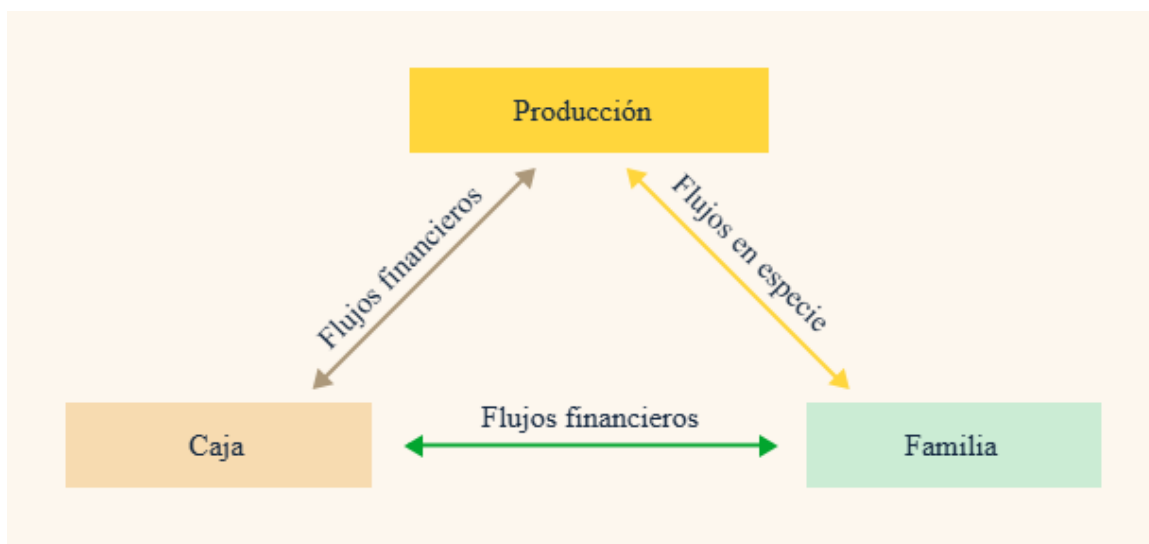 Producción
Flujos financieros
Flujos en especie
Flujos financieros
Caja
Familia